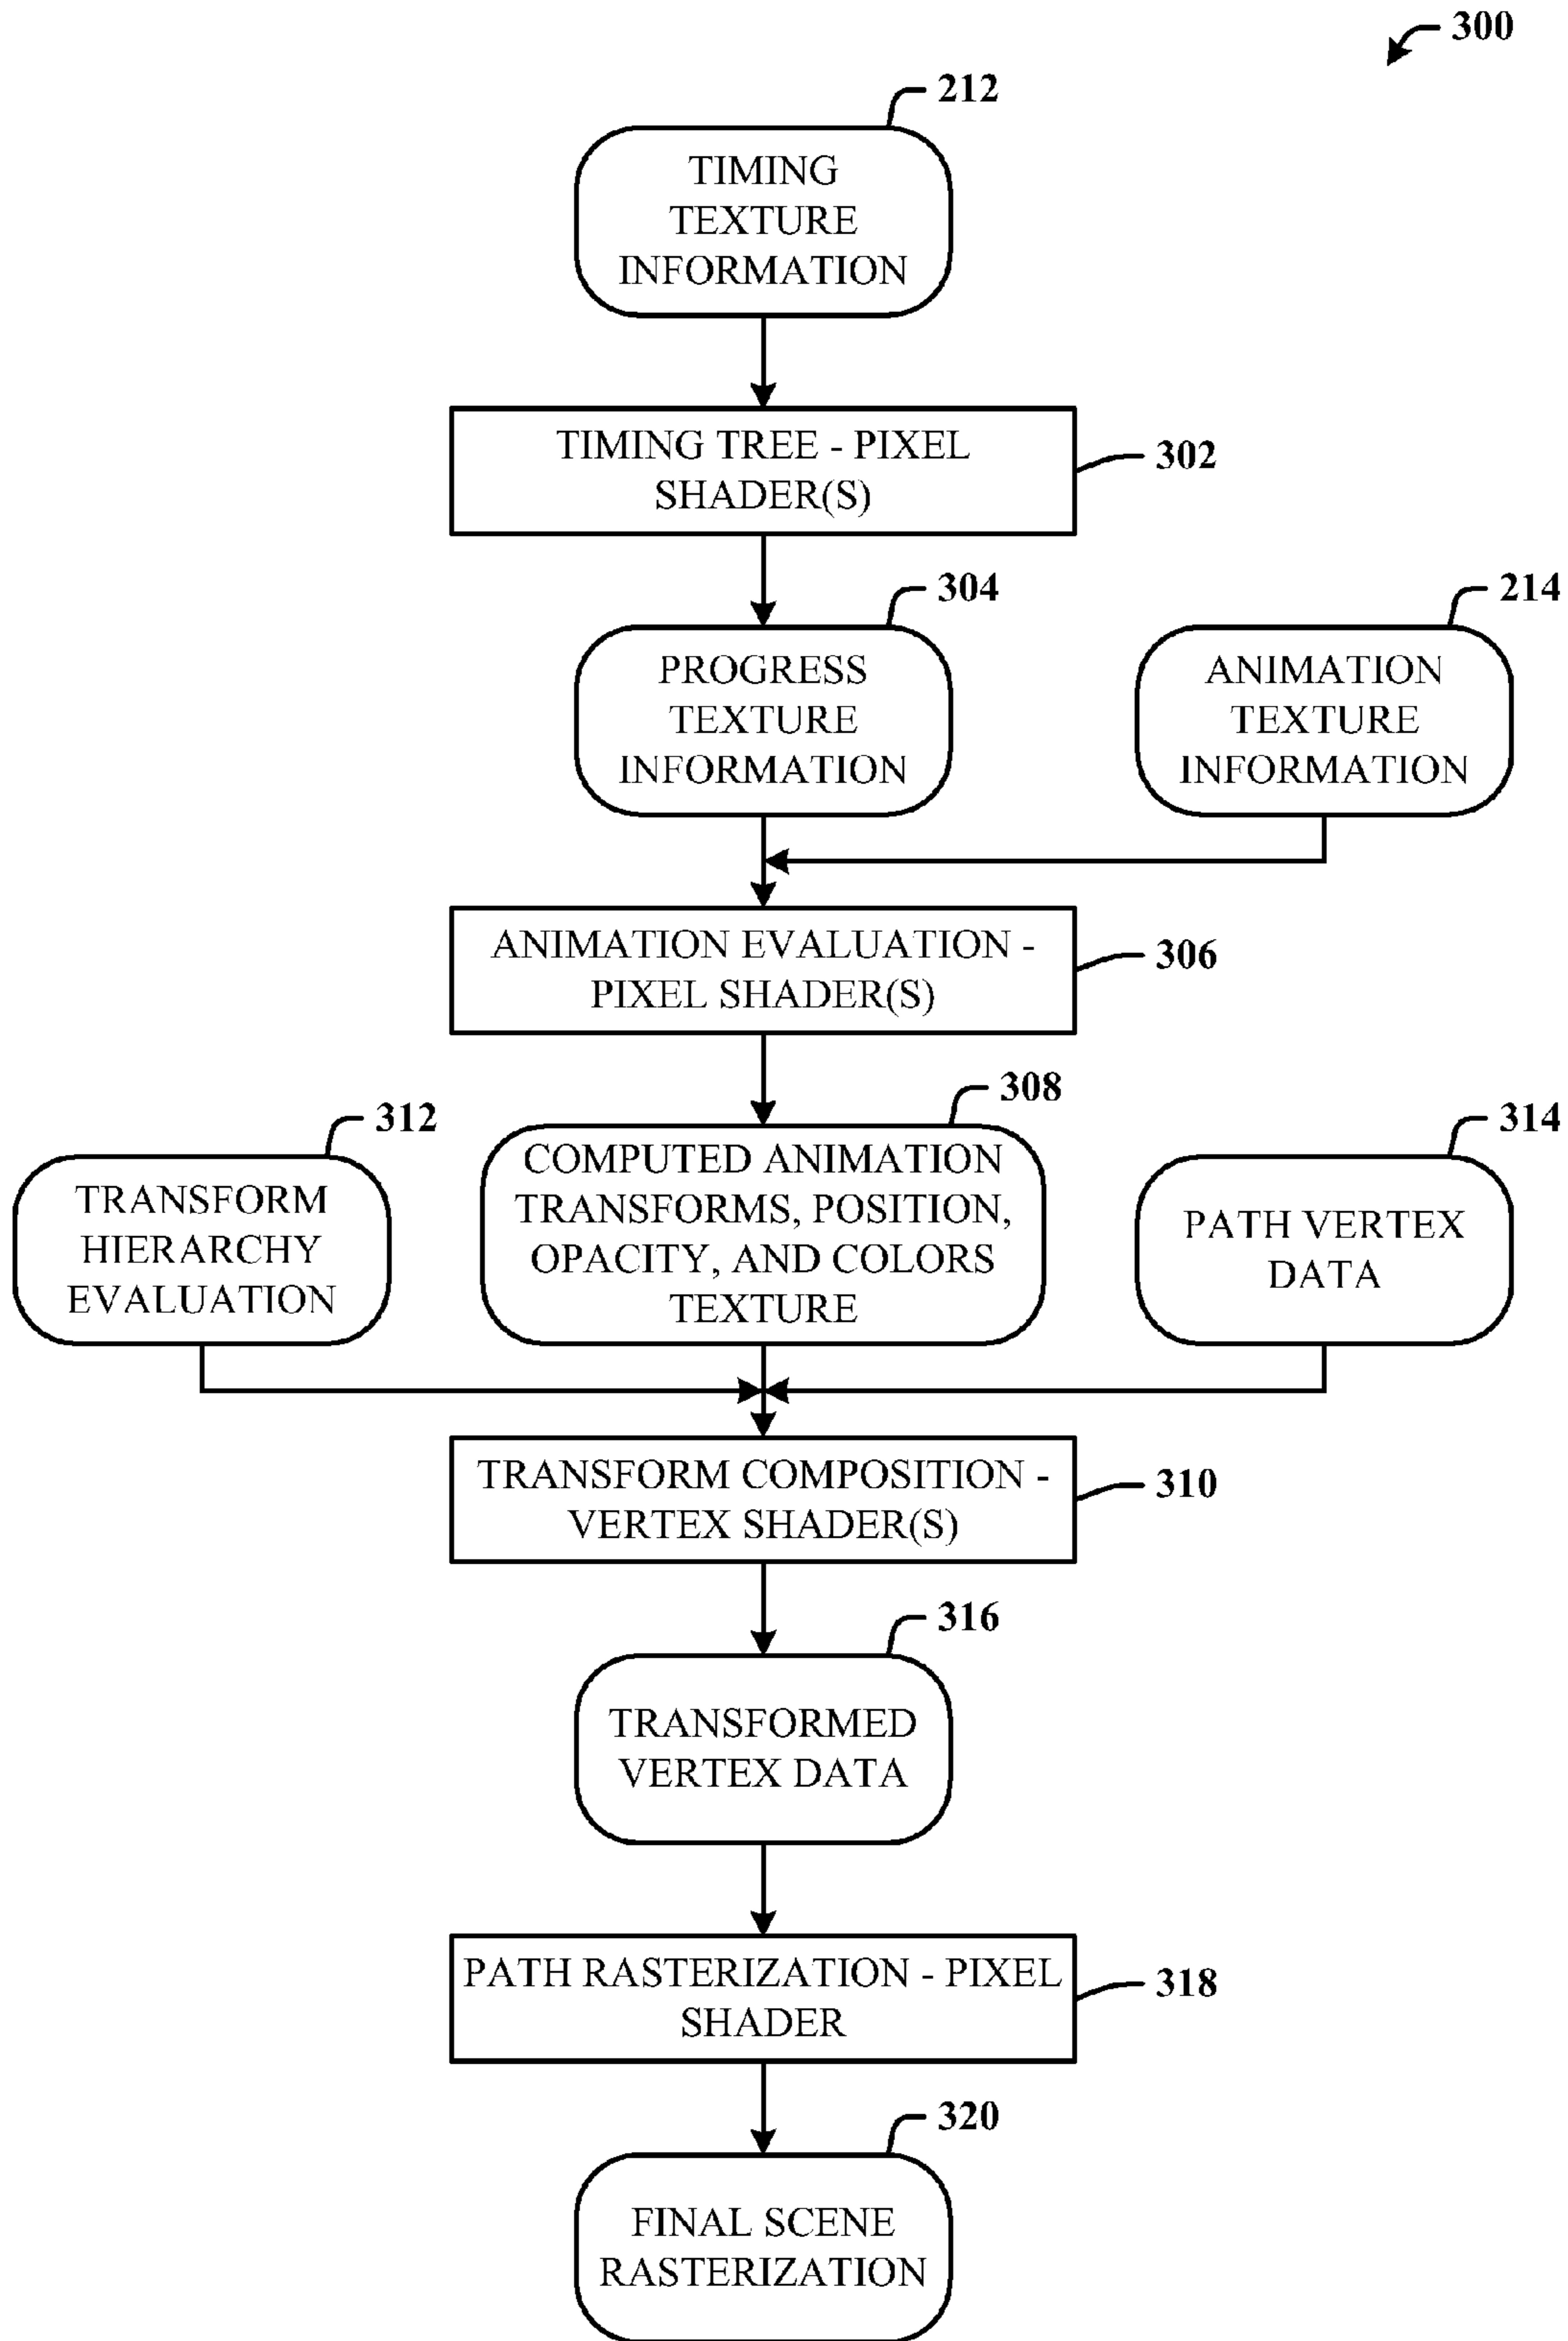 300
212
TIMING
TEXTURE
INFORMATION
TIMING TREE - PIXEL
SHADER(S)
302
304
PROGRESS
TEXTURE
INFORMATION
214
ANIMATION
TEXTURE
INFORMATION
ANIMATION EVALUATION -
PIXEL SHADER(S)
306
312
TRANSFORM
HIERARCHY
EVALUATION
308
COMPUTED ANIMATION
TRANSFORMS, POSITION,
OPACITY, AND COLORS
TEXTURE
314
PATH VERTEX
DATA
TRANSFORM COMPOSITION -
VERTEX SHADER(S)
310
316
TRANSFORMED
VERTEX DATA
PATH RASTERIZATION - PIXEL
SHADER
318
320
FINAL SCENE
RASTERIZATION